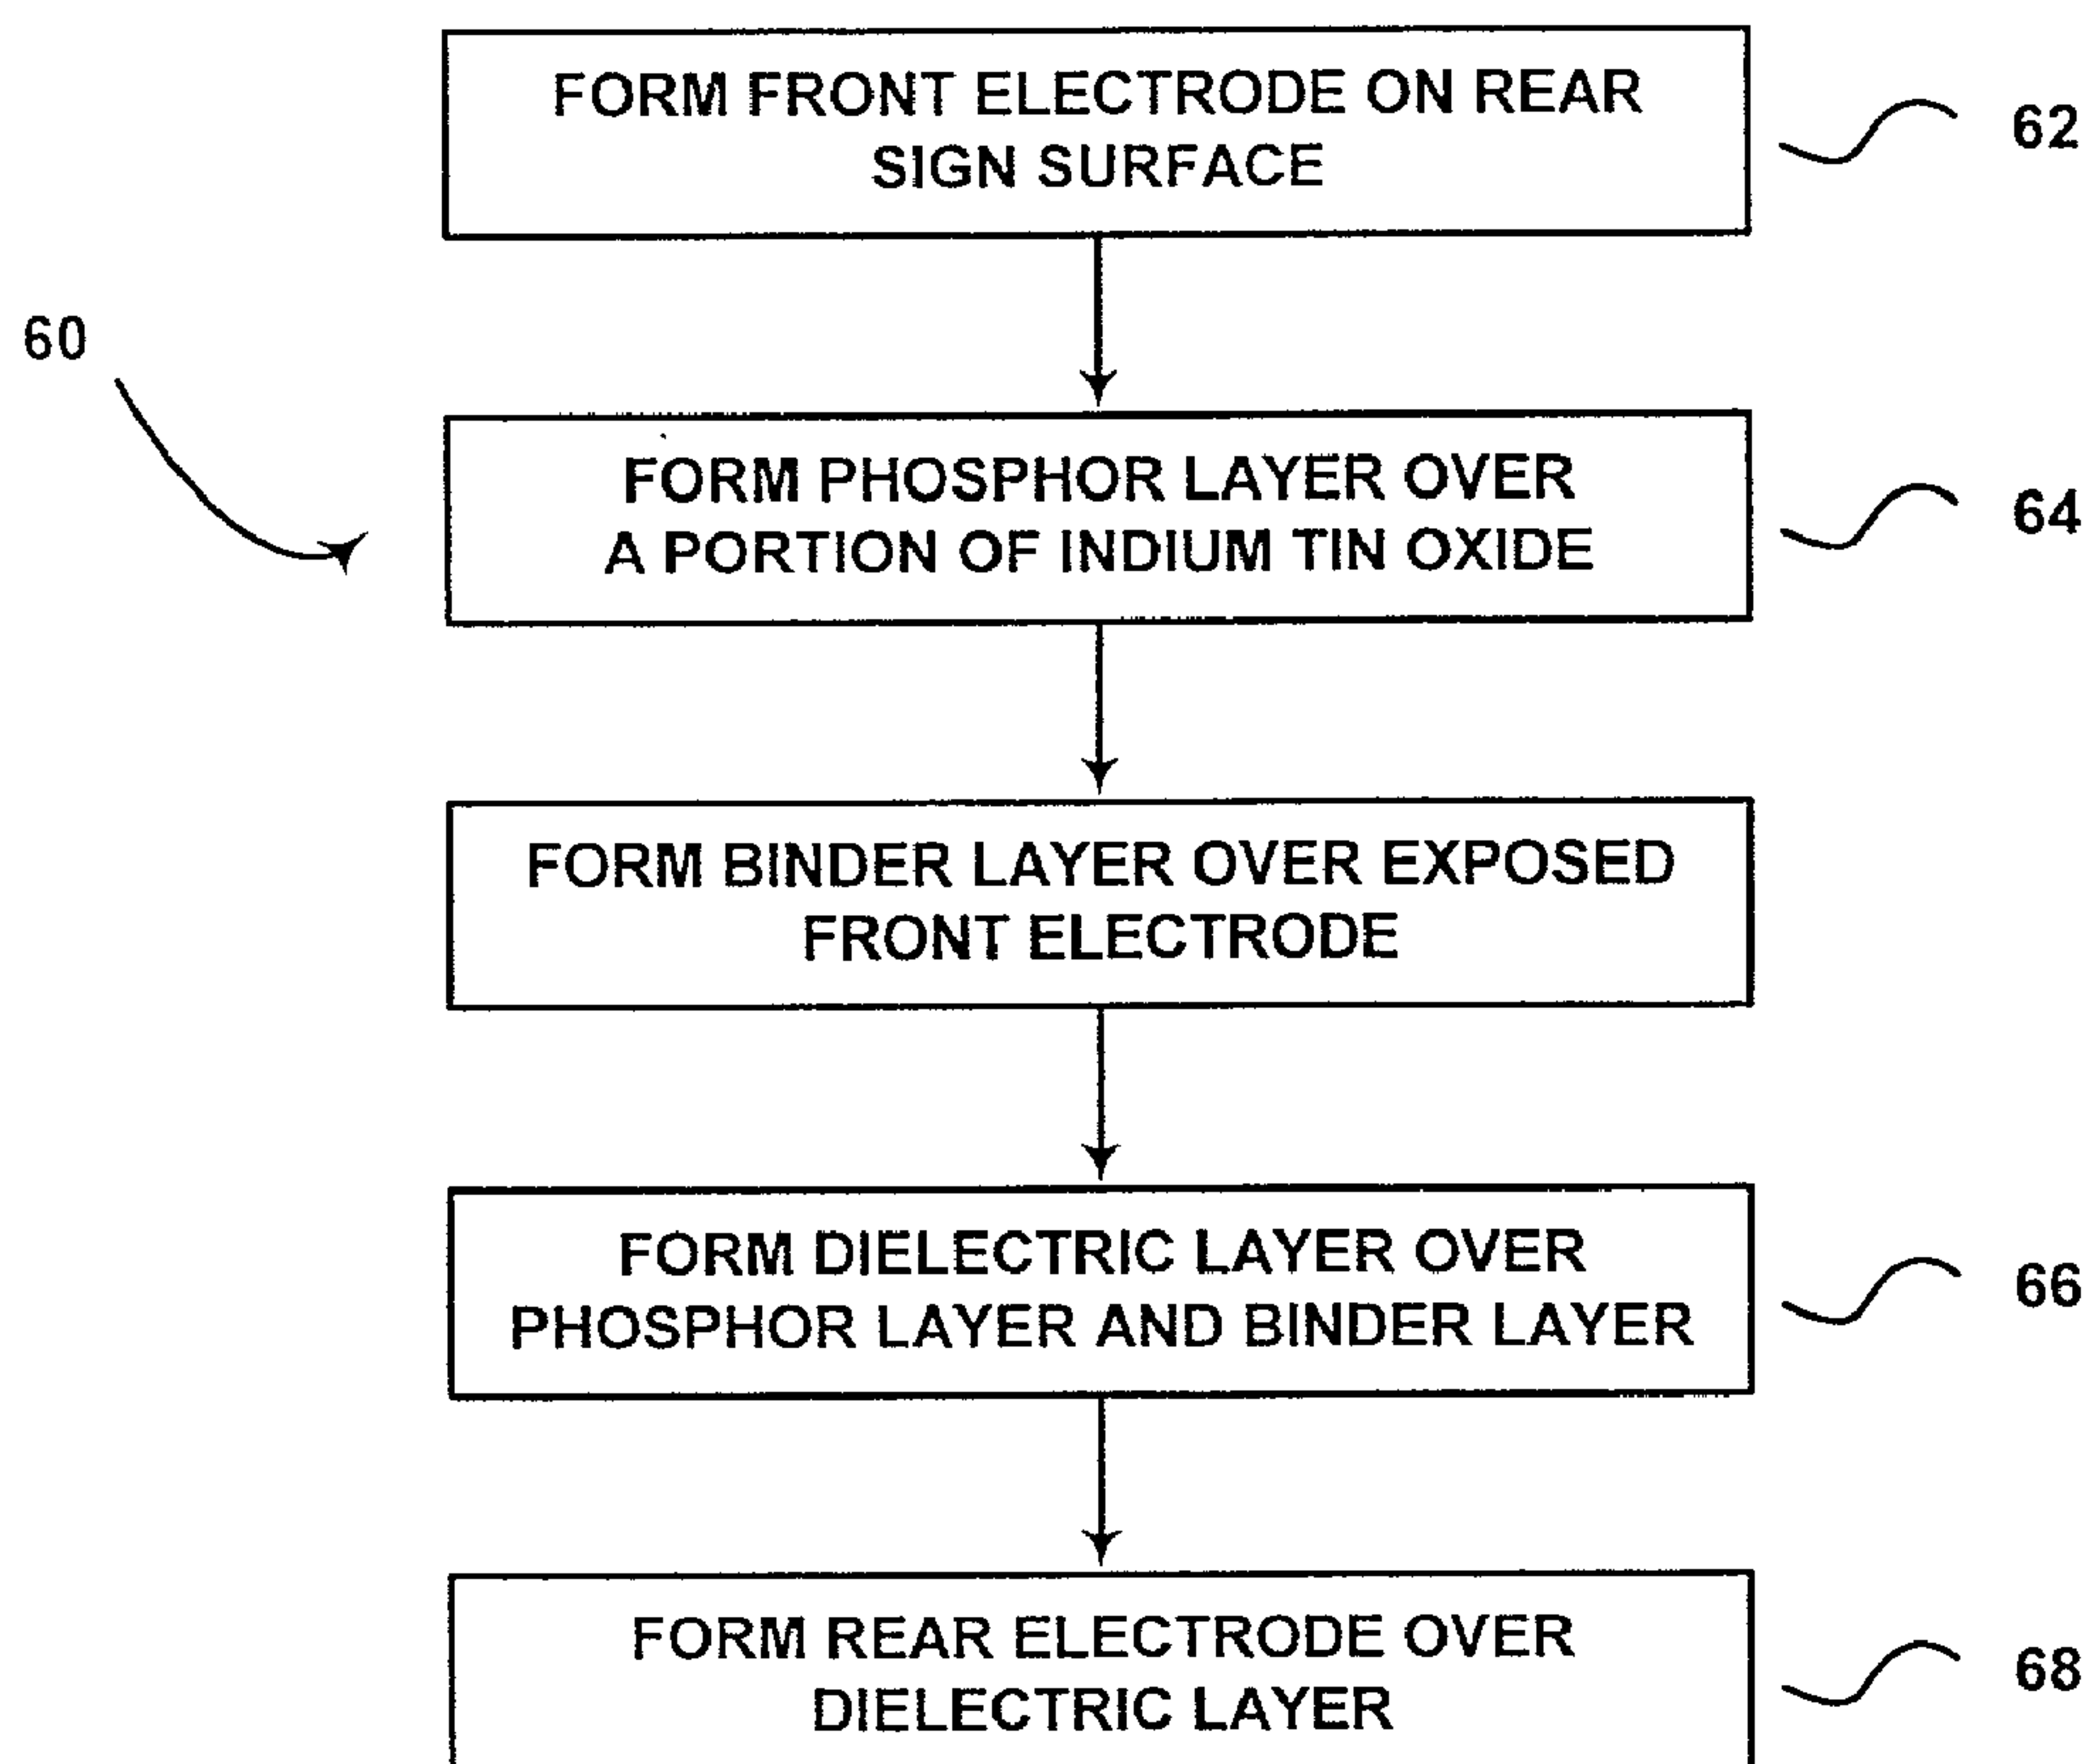 FORM FRONT ELECTRODE ON REAR
SIGN SURFACE
62
60
FORM PHOSPHOR LAYER OVER
A PORTION OF INDIUM TIN OXIDE
64
FORM BINDER LAYER OVER EXPOSED
FRONT ELECTRODE
FORM DIELECTRIC LAYER OVER
PHOSPHOR LAYER AND BINDER LAYER
66
FORM REAR ELECTRODE OVER
DIELECTRIC LAYER
68